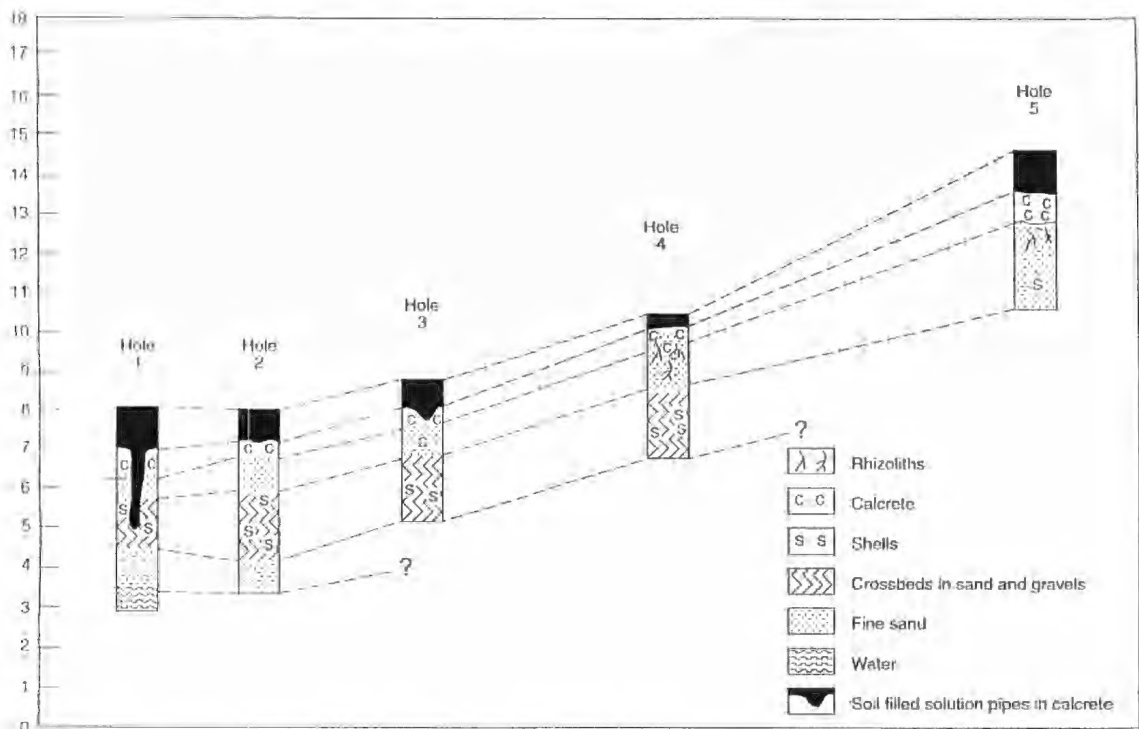 18
17
16
15
14
13
12
11
10
9
8
7
6
5
4
3
2
1
0
Hole
1
Hole
2
Hole
3
Hole
4
Hole
5
C C
S S
S
C C
S
S
S
C C
C
S
S
C C
C
S
S
S
S
C C
C C
S
?
?
Rhizoliths
C C Calcrete
S S Shells
Crossbeds in sand and gravels
Fine sand
Water
Soil filled solution pipes in calcrete